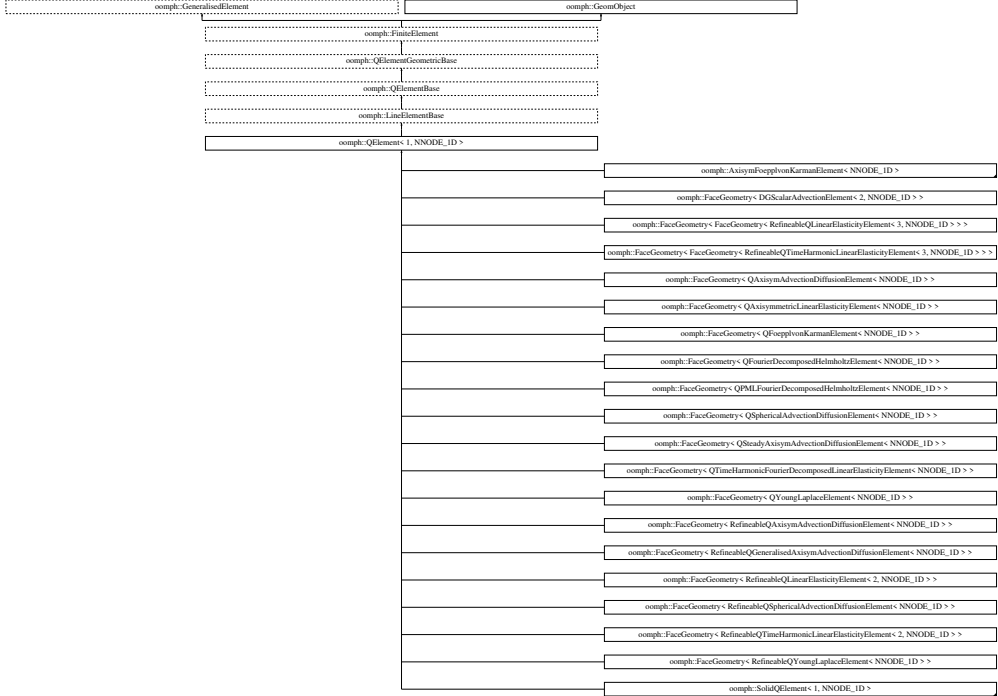 oomph::GeneralisedElement
oomph::GeomObject
oomph::FiniteElement
oomph::QElementGeometricBase
oomph::QElementBase
oomph::LineElementBase
oomph::QElement< 1, NNODE_1D >
oomph::AxisymFoepplvonKarmanElement< NNODE_1D >
oomph::FaceGeometry< DGScalarAdvectionElement< 2, NNODE_1D > >
oomph::FaceGeometry< FaceGeometry< RefineableQLinearElasticityElement< 3, NNODE_1D > > >
oomph::FaceGeometry< FaceGeometry< RefineableQTimeHarmonicLinearElasticityElement< 3, NNODE_1D > > >
oomph::FaceGeometry< QAxisymAdvectionDiffusionElement< NNODE_1D > >
oomph::FaceGeometry< QAxisymmetricLinearElasticityElement< NNODE_1D > >
oomph::FaceGeometry< QFoepplvonKarmanElement< NNODE_1D > >
oomph::FaceGeometry< QFourierDecomposedHelmholtzElement< NNODE_1D > >
oomph::FaceGeometry< QPMLFourierDecomposedHelmholtzElement< NNODE_1D > >
oomph::FaceGeometry< QSphericalAdvectionDiffusionElement< NNODE_1D > >
oomph::FaceGeometry< QSteadyAxisymAdvectionDiffusionElement< NNODE_1D > >
oomph::FaceGeometry< QTimeHarmonicFourierDecomposedLinearElasticityElement< NNODE_1D > >
oomph::FaceGeometry< QYoungLaplaceElement< NNODE_1D > >
oomph::FaceGeometry< RefineableQAxisymAdvectionDiffusionElement< NNODE_1D > >
oomph::FaceGeometry< RefineableQGeneralisedAxisymAdvectionDiffusionElement< NNODE_1D > >
oomph::FaceGeometry< RefineableQLinearElasticityElement< 2, NNODE_1D > >
oomph::FaceGeometry< RefineableQSphericalAdvectionDiffusionElement< NNODE_1D > >
oomph::FaceGeometry< RefineableQTimeHarmonicLinearElasticityElement< 2, NNODE_1D > >
oomph::FaceGeometry< RefineableQYoungLaplaceElement< NNODE_1D > >
oomph::SolidQElement< 1, NNODE_1D >